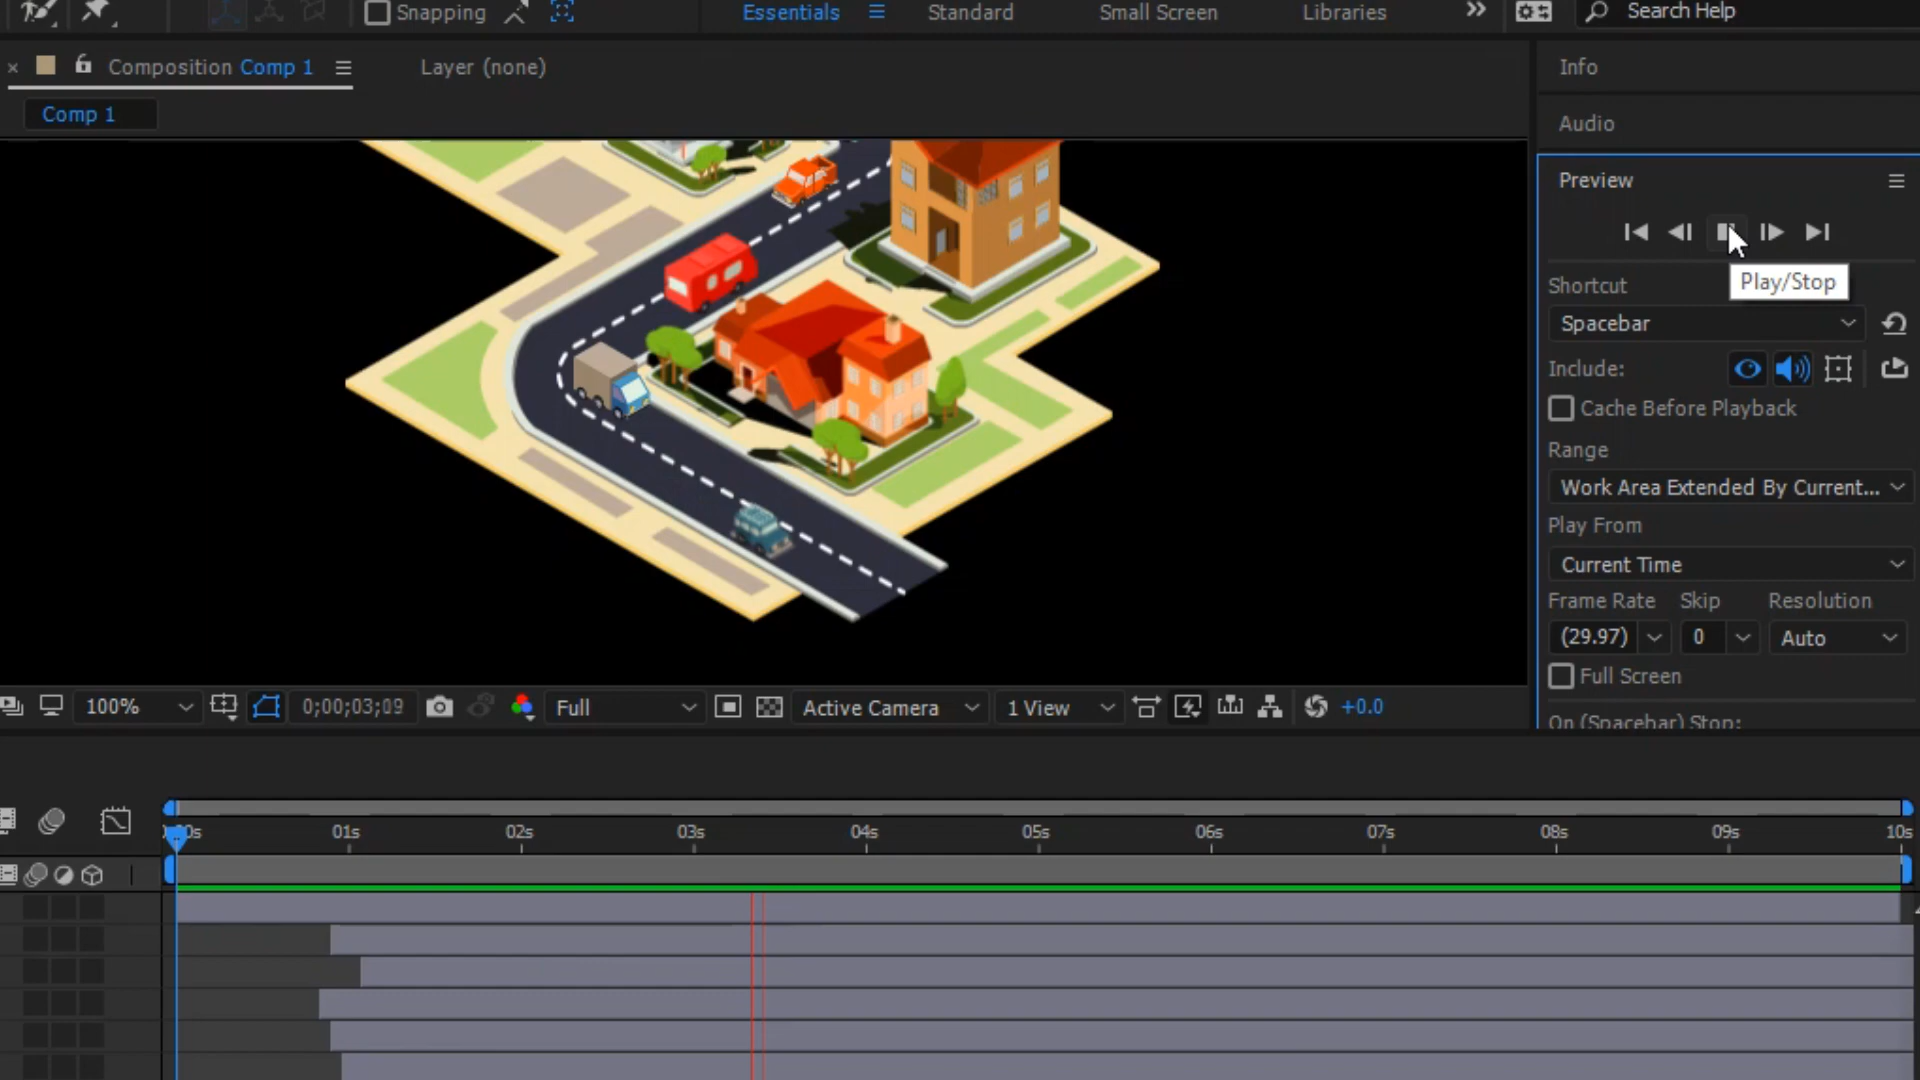 Snapping
Essentials
Standard
Small Screen
Libraries
Search Help
Composition Comp 1
Layer (none)
Comp 1
Info
Audio
Preview
Play/Stop
Shortcut
Spacebar
Include:
Cache Before Playback
Range
Work Area Extended By Current...
Play From
Current Time
Frame Rate Skip Resolution
(29.97) 0 Auto
Full Screen
On (Spacebar) Stop:
100%
0;00;03;09
Full
Active Camera
1 View
+0.0
01s 02s 03s 04s 05s 06s 07s 08s 09s 10s